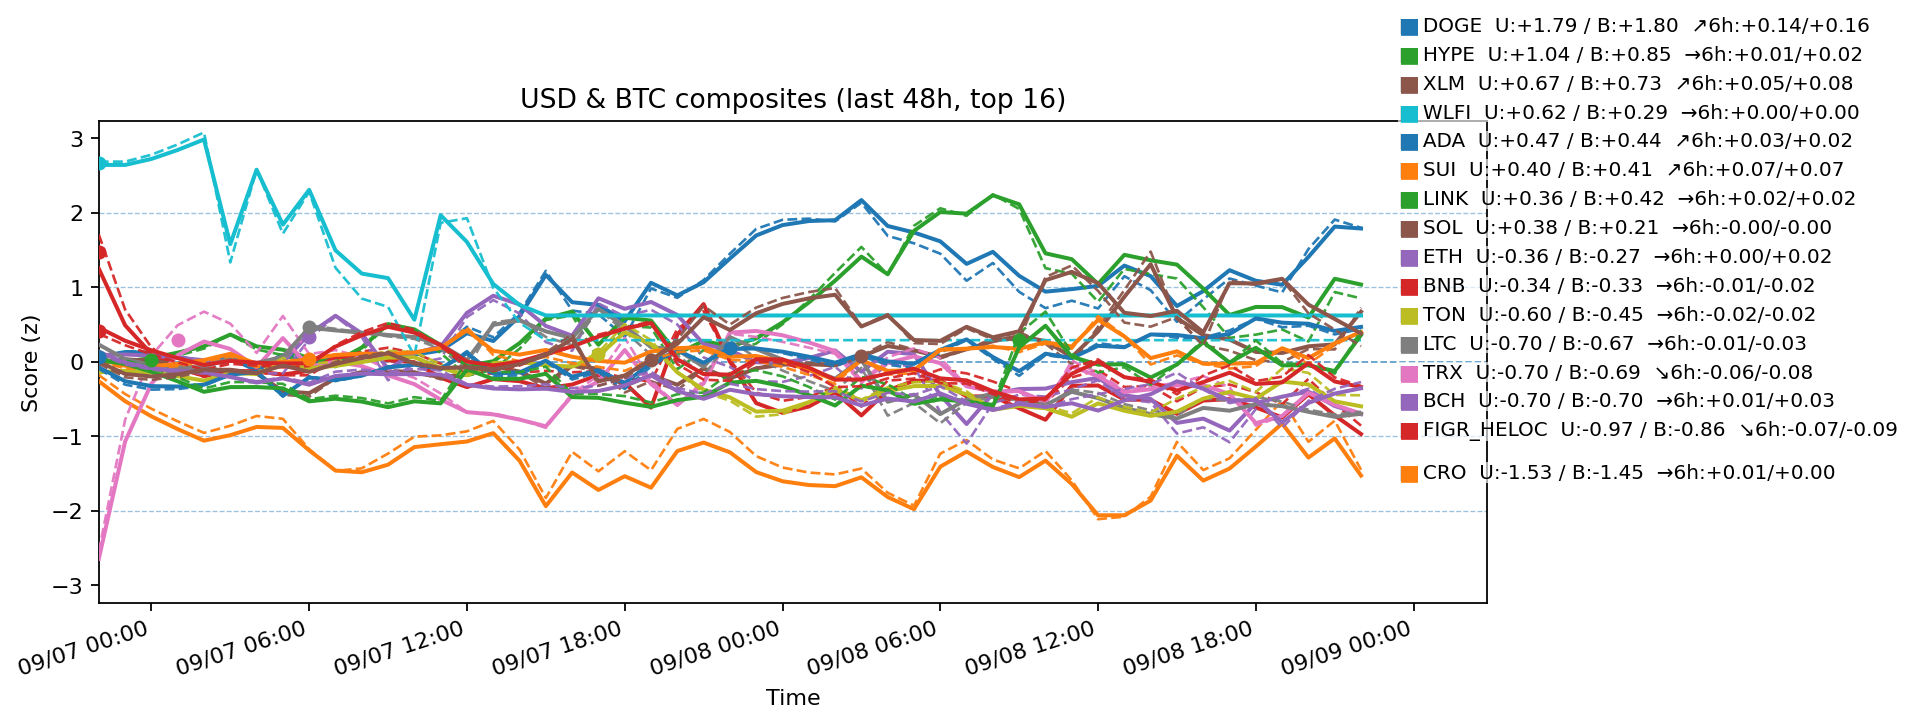 DOGE U:+1.79 / B:+1.80 ↗6h:+0.14/+0.16
HYPE U:+1.04 / B:+0.85 →6h:+0.01/+0.02
XLM U:+0.67 / B:+0.73 ↗6h:+0.05/+0.08
WLFI U:+0.62 / B:+0.29 →6h:+0.00/+0.00
ADA U:+0.47 / B:+0.44 ↗6h:+0.03/+0.02
SUI U:+0.40 / B:+0.41 ↗6h:+0.07/+0.07
LINK U:+0.36 / B:+0.42 →6h:+0.02/+0.02
SOL U:+0.38 / B:+0.21 →6h:-0.00/-0.00
ETH U:-0.36 / B:-0.27 →6h:+0.00/+0.02
BNB U:-0.34 / B:-0.33 →6h:-0.01/-0.02
TON U:-0.60 / B:-0.45 →6h:-0.02/-0.02
LTC U:-0.70 / B:-0.67 →6h:-0.01/-0.03
TRX U:-0.70 / B:-0.69 ↘6h:-0.06/-0.08
BCH U:-0.70 / B:-0.70 →6h:+0.01/+0.03
FIGR_HELOC U:-0.97 / B:-0.86 ↘6h:-0.07/-0.09
CRO U:-1.53 / B:-1.45 →6h:+0.01/+0.00
USD & BTC composites (last 48h, top 16)
Score (z)
3
2
1
0
−1
−2
−3
09/07 00:00
09/07 06:00
09/07 12:00
09/07 18:00
09/08 00:00
09/08 06:00
09/08 12:00
09/08 18:00
09/09 00:00
Time